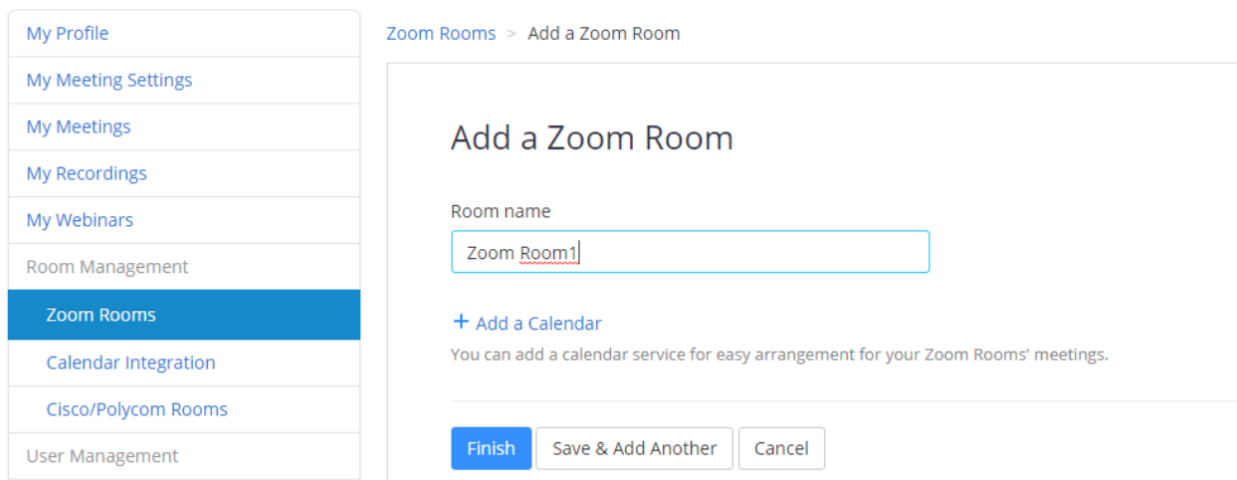 My Profile
My Meeting Settings
My Meetings
My Recordings
My Webinars
Room Management
Zoom Rooms
Calendar Integration
Cisco/Polycom Rooms
User Management
Zoom Rooms > Add a Zoom Room
Add a Zoom Room
Room name
Zoom Room1
+ Add a Calendar
You can add a calendar service for easy arrangement for your Zoom Rooms' meetings.
Finish Save & Add Another Cancel